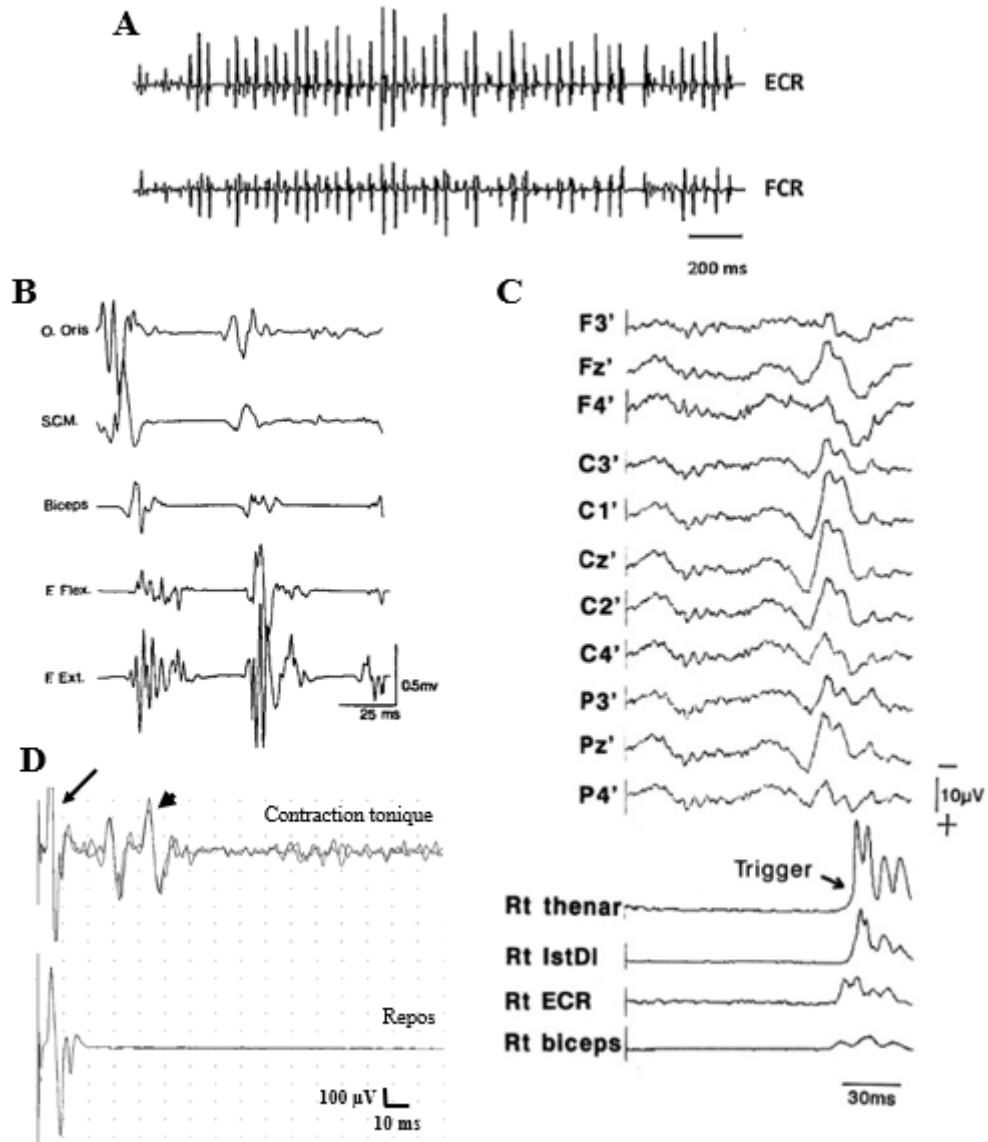 A
ECR
FCR
200 ms
B
O. Oris
S.C.M.
Biceps
F Flex.
F Ext.
0.5mv
25 ms
C
F3'
Fz'
F4'
C3'
C1'
Cz'
C2'
C4'
P3'
Pz'
P4'
−
10µV
+
Trigger
Rt thenar
Rt IstDI
Rt ECR
Rt biceps
30ms
D
Contraction tonique
Repos
100 µV
10 ms